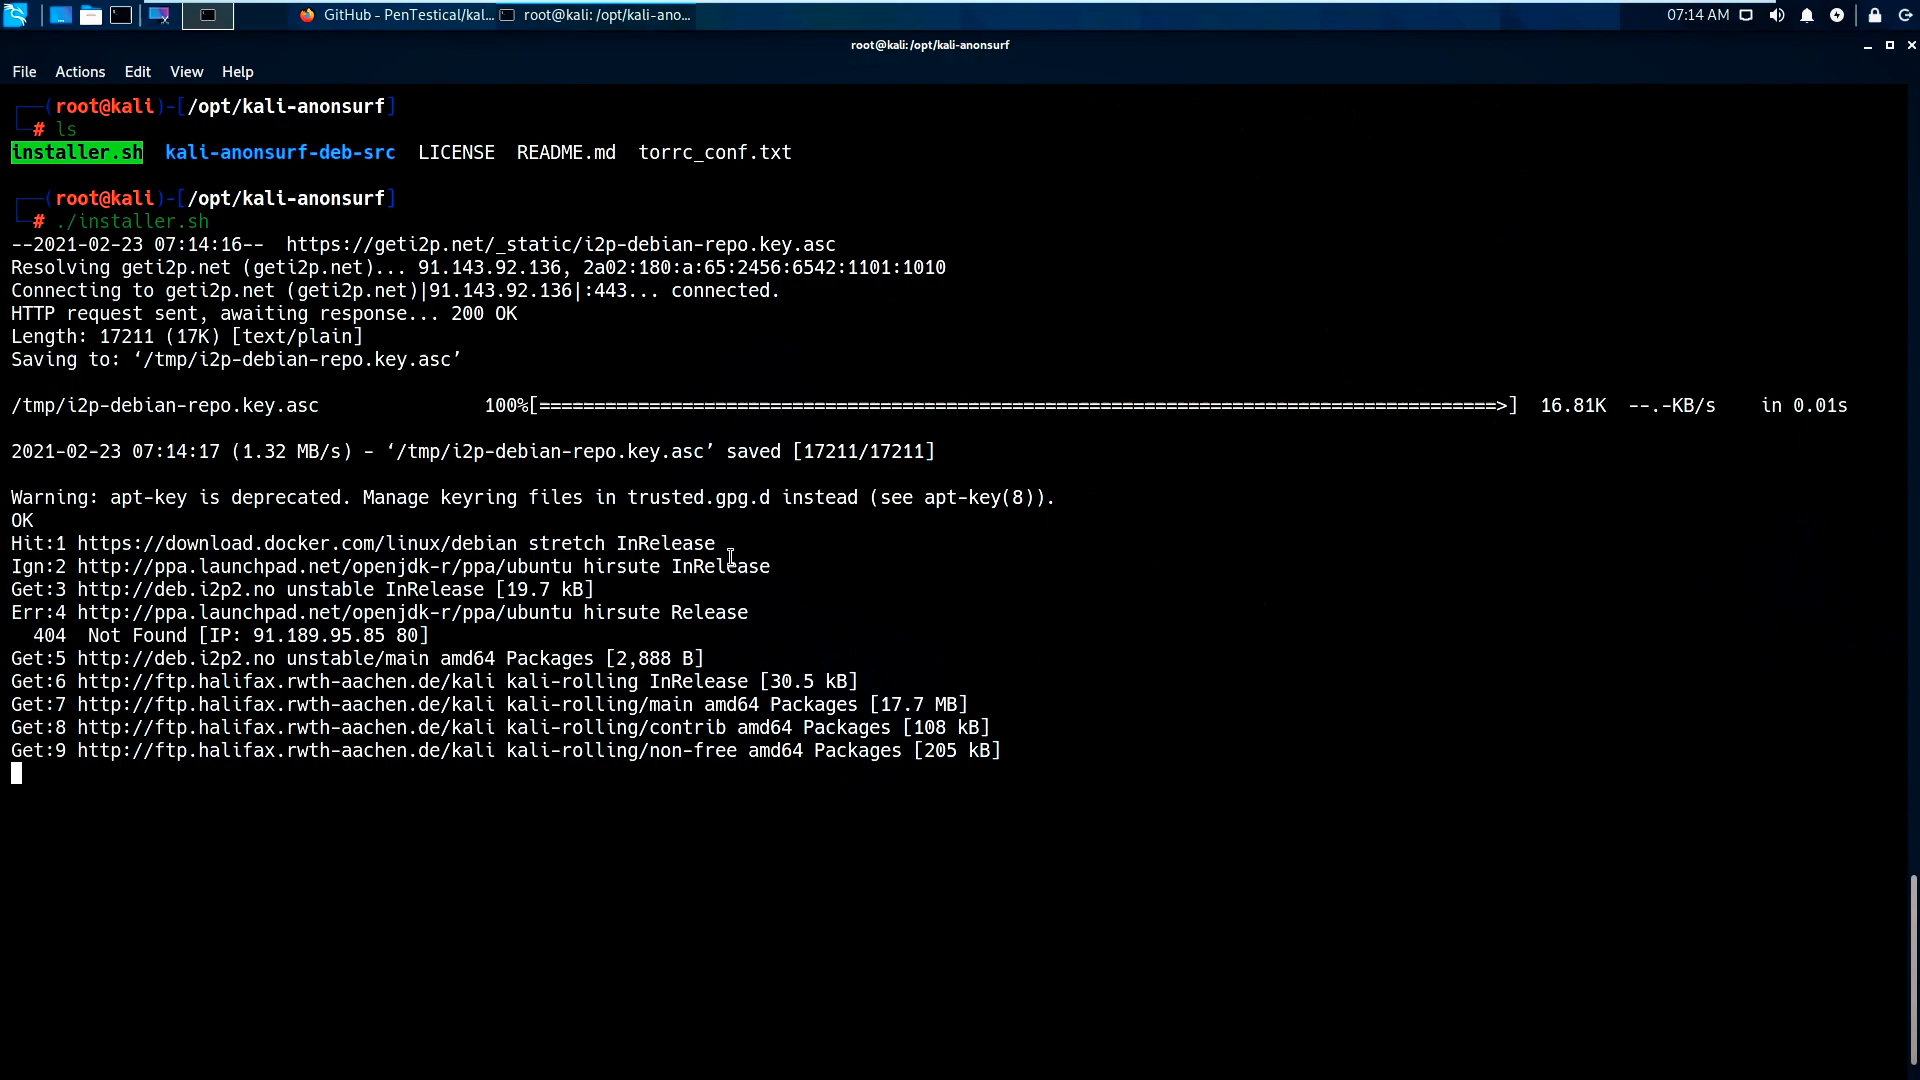 GitHub - PenTestical/kal...
root@kali: /opt/kali-ano...
07:14 AM
root@kali:/opt/kali-anonsurf
File Actions Edit View Help
(root@kali)-[/opt/kali-anonsurf]
# ls
installer.sh kali-anonsurf-deb-src LICENSE README.md torrc_conf.txt
(root@kali)-[/opt/kali-anonsurf]
# ./installer.sh
--2021-02-23 07:14:16-- https://geti2p.net/_static/i2p-debian-repo.key.asc
Resolving geti2p.net (geti2p.net)... 91.143.92.136, 2a02:180:a:65:2456:6542:1101:1010
Connecting to geti2p.net (geti2p.net)|91.143.92.136|:443... connected.
HTTP request sent, awaiting response... 200 OK
Length: 17211 (17K) [text/plain]
Saving to: ‘/tmp/i2p-debian-repo.key.asc’
/tmp/i2p-debian-repo.key.asc 100%[=======================================================================================>] 16.81K --.-KB/s in 0.01s
2021-02-23 07:14:17 (1.32 MB/s) - ‘/tmp/i2p-debian-repo.key.asc’ saved [17211/17211]
Warning: apt-key is deprecated. Manage keyring files in trusted.gpg.d instead (see apt-key(8)).
OK
Hit:1 https://download.docker.com/linux/debian stretch InRelease
Ign:2 http://ppa.launchpad.net/openjdk-r/ppa/ubuntu hirsute InRelease
Get:3 http://deb.i2p2.no unstable InRelease [19.7 kB]
Err:4 http://ppa.launchpad.net/openjdk-r/ppa/ubuntu hirsute Release
404 Not Found [IP: 91.189.95.85 80]
Get:5 http://deb.i2p2.no unstable/main amd64 Packages [2,888 B]
Get:6 http://ftp.halifax.rwth-aachen.de/kali kali-rolling InRelease [30.5 kB]
Get:7 http://ftp.halifax.rwth-aachen.de/kali kali-rolling/main amd64 Packages [17.7 MB]
Get:8 http://ftp.halifax.rwth-aachen.de/kali kali-rolling/contrib amd64 Packages [108 kB]
Get:9 http://ftp.halifax.rwth-aachen.de/kali kali-rolling/non-free amd64 Packages [205 kB]